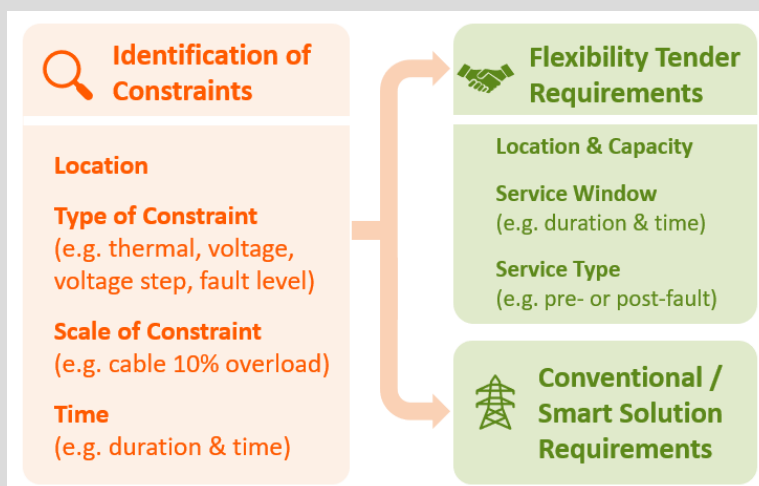 Identification of
Constraints
Location
Type of Constraint
(e.g. thermal, voltage,
voltage step, fault level)
Scale of Constraint
(e.g. cable 10% overload)
Time
(e.g. duration & time)
Flexibility Tender
Requirements
Location & Capacity
Service Window
(e.g. duration & time)
Service Type
(e.g. pre- or post-fault)
Conventional /
Smart Solution
Requirements